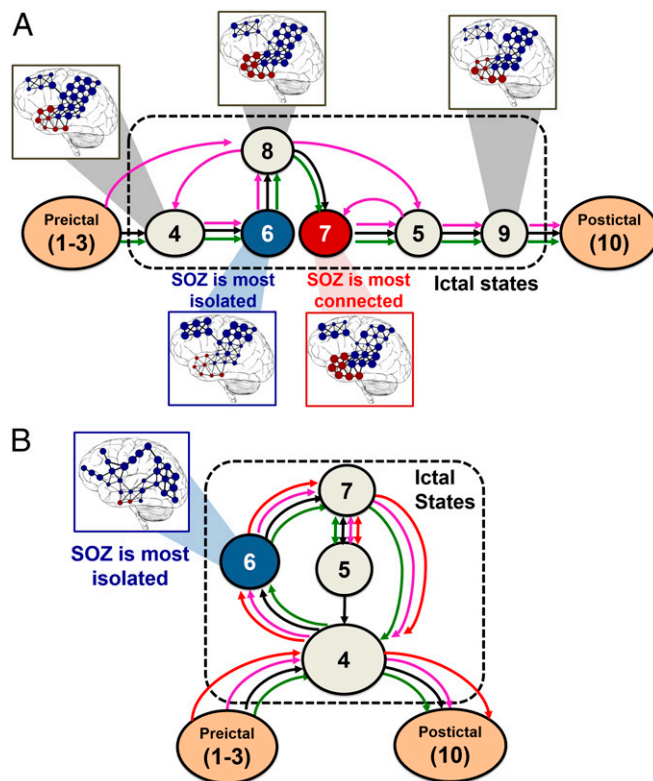 A
8
Preictal
(1-3)
4
6
7
5
9
Postictal
(10)
SOZ is most
isolated
SOZ is most
connected
Ictal states
B
Ictal
States
7
SOZ is most
isolated
6
5
4
Preictal
(1-3)
Postictal
(10)